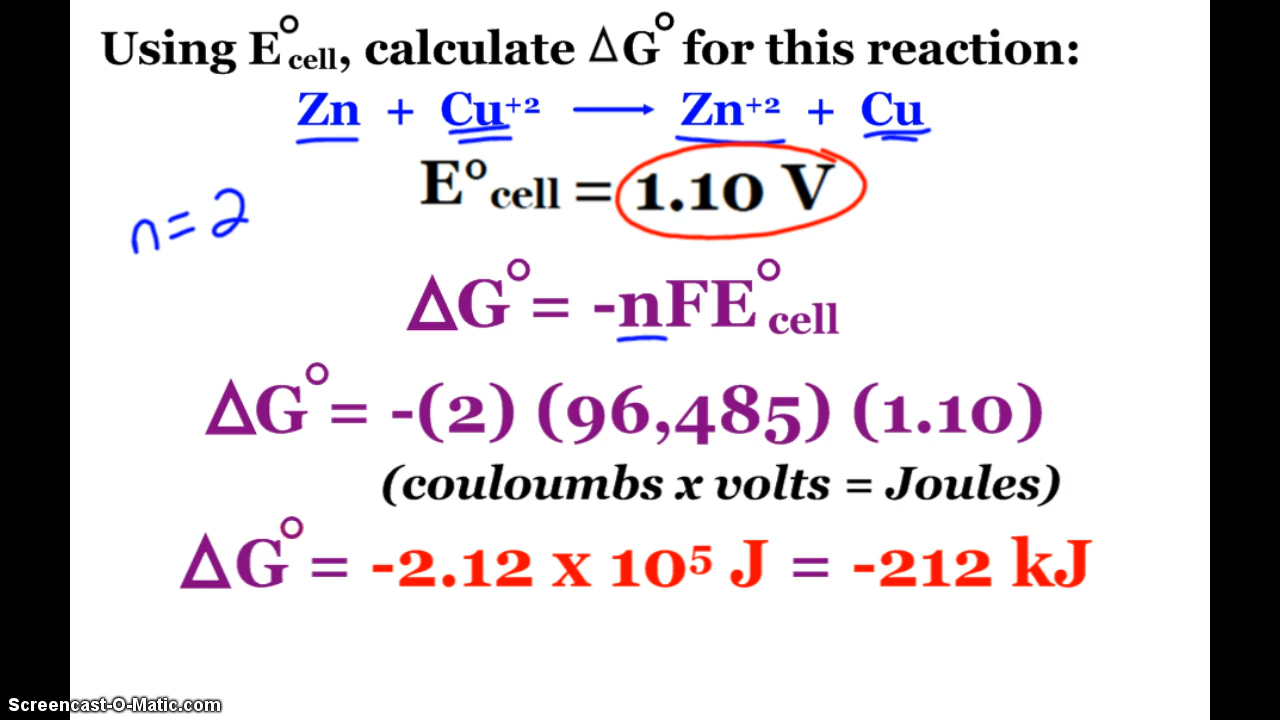 Using E°cell, calculate ΔG° for this reaction:
Zn + Cu⁺² → Zn⁺² + Cu
E°cell = 1.10 V
n=2
ΔG° = -nFE°cell
ΔG° = -(2) (96,485) (1.10)
(couloumbs x volts = Joules)
ΔG° = -2.12 x 10⁵ J = -212 kJ
Screencast-O-Matic.com